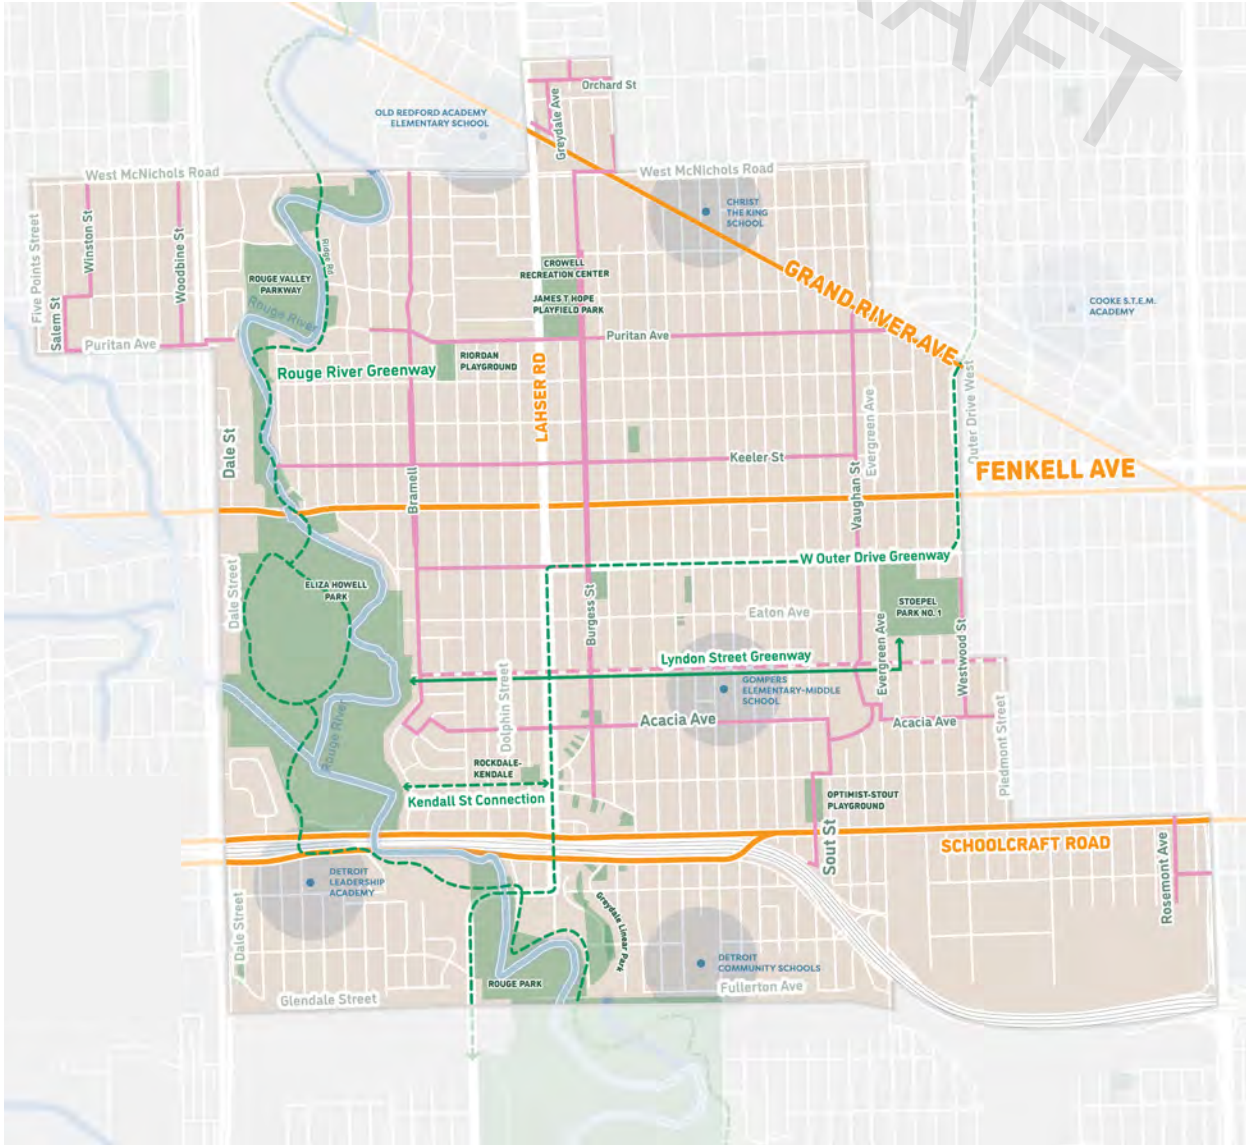 RAFT
Orchard St
Greydale Ave
OLD REDFORD ACADEMY
ELEMENTARY SCHOOL
West McNichols Road
West McNichols Road
CHRIST
THE KING
SCHOOL
Five Points Street
Winston St
Woodbine St
Salem St
Ridge Rd
ROUGE VALLEY
PARKWAY
Rouge River
CROWELL
RECREATION CENTER
JAMES T HOPE
PLAYFIELD PARK
GRAND RIVER AVE
COOKE S.T.E.M.
ACADEMY
Puritan Ave
Puritan Ave
RIORDAN
PLAYGROUND
Rouge River Greenway
LAHSER RD
Evergreen Ave
Outer Drive West
Dale St
Keeler St
FENKELL AVE
Bramell
Vaughan St
W Outer Drive Greenway
Dale Street
ELIZA HOWELL
PARK
Burgess St
Eaton Ave
STOEPEL
PARK NO. 1
Evergreen Ave
Westwood St
Lyndon Street Greenway
GOMPERS
ELEMENTARY-MIDDLE
SCHOOL
Dolphin Street
Rouge River
Acacia Ave
Acacia Ave
Piedmont Street
ROCKDALE-
KENDALE
Kendall St Connection
OPTIMIST-STOUT
PLAYGROUND
Sout St
SCHOOLCRAFT ROAD
Rosemont Ave
DETROIT
LEADERSHIP
ACADEMY
Dale Street
Greydale Linear Park
DETROIT
COMMUNITY SCHOOLS
ROUGE PARK
Glendale Street
Fullerton Ave